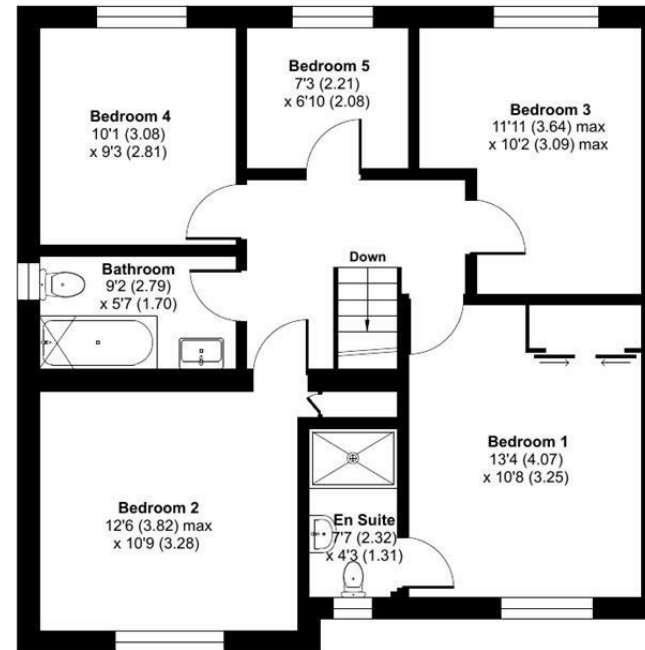 Bedroom 4
10'1 (3.08)
x 9'3 (2.81)
Bedroom 5
7'3 (2.21)
x 6'10 (2.08)
Bedroom 3
11'11 (3.64) max
x 10'2 (3.09) max
Bathroom
9'2 (2.79)
x 5'7 (1.70)
Down
Bedroom 1
13'4 (4.07)
x 10'8 (3.25)
Bedroom 2
12'6 (3.82) max
x 10'9 (3.28)
En Suite
7'7 (2.32)
x 4'3 (1.31)